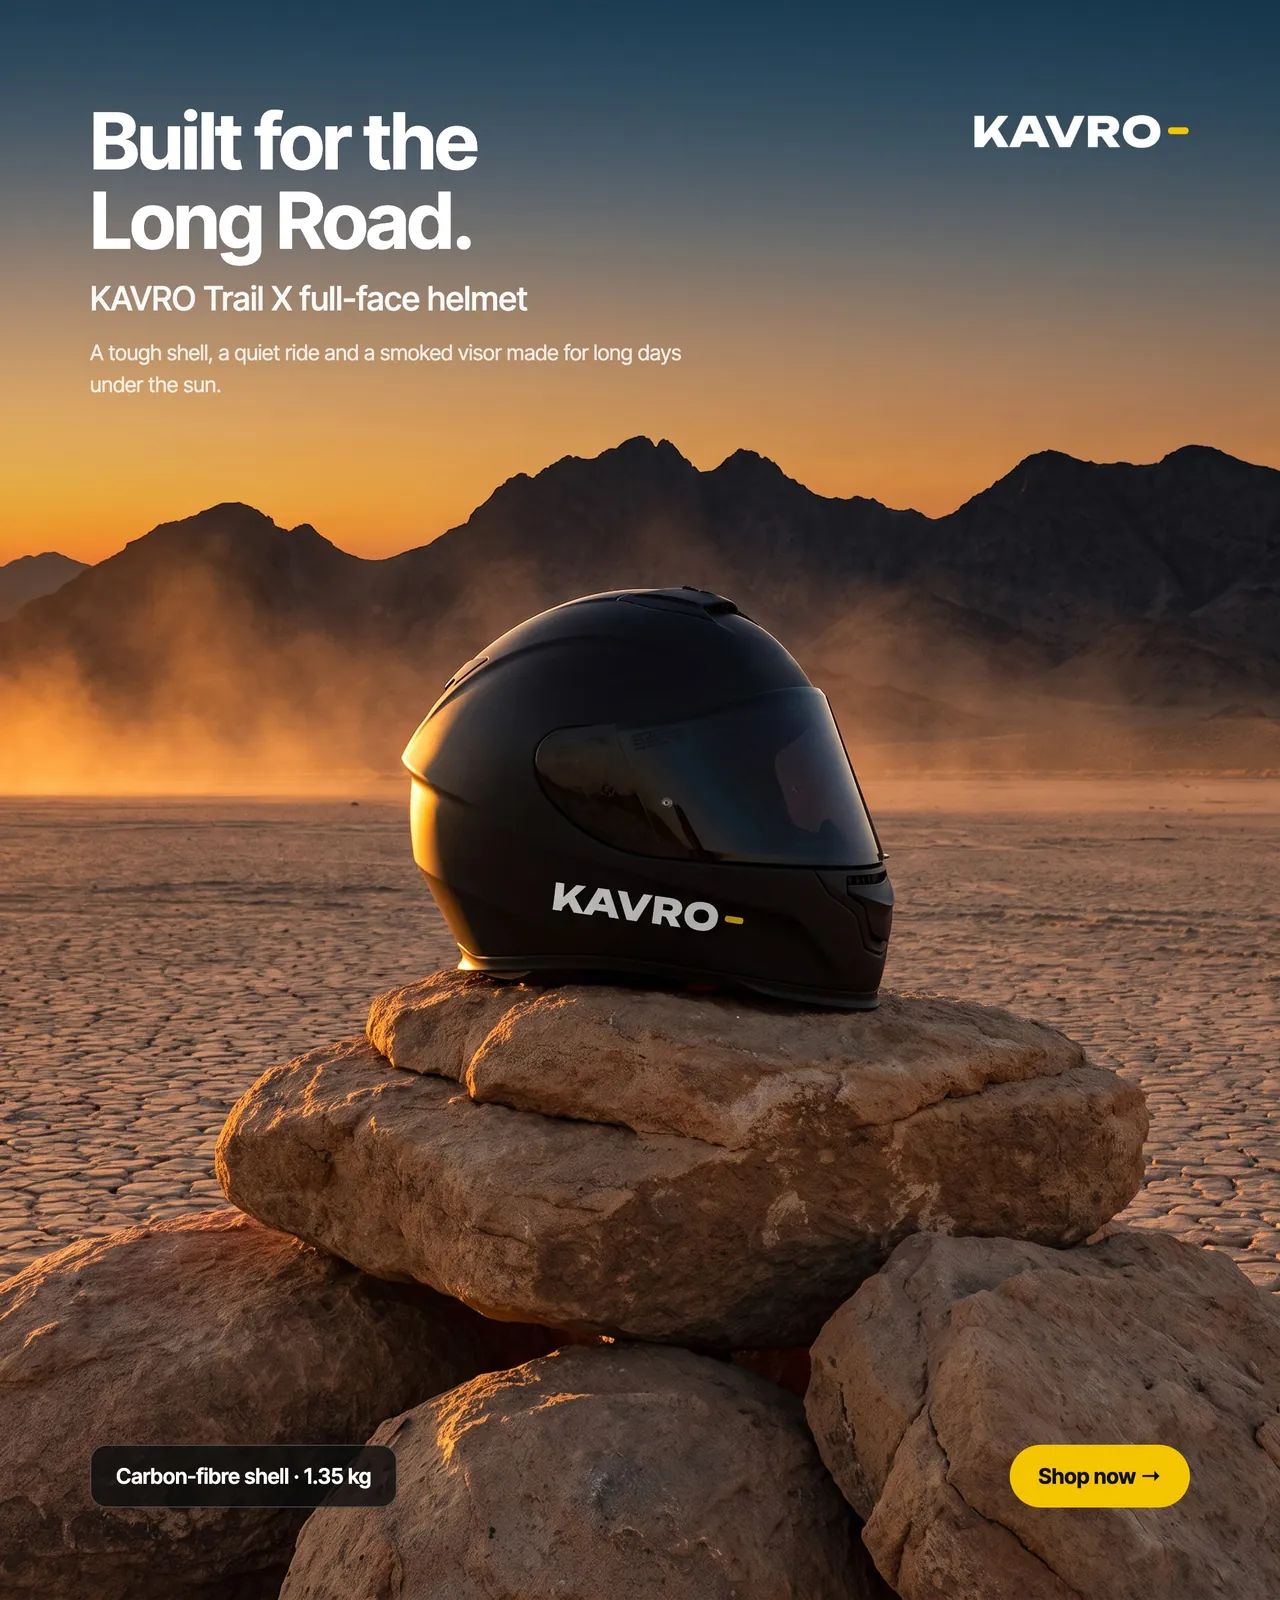 Built for the
Long Road.
KAVRO
KAVRO Trail X full-face helmet
A tough shell, a quiet ride and a smoked visor made for long days
under the sun.
KAVRO
Carbon-fibre shell · 1.35 kg
Shop now →